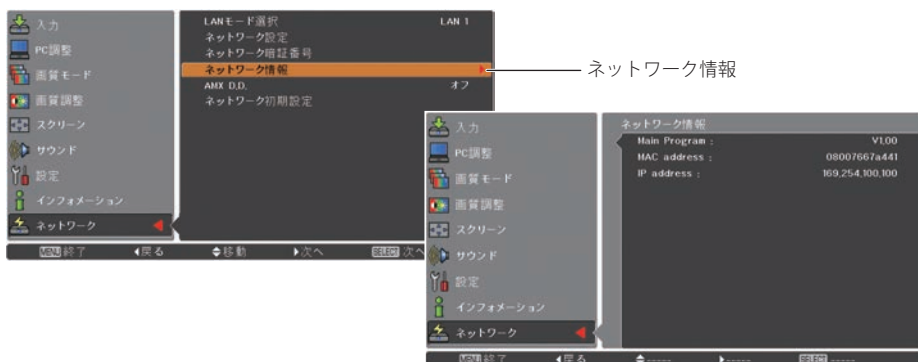 入力
PC調整
画質モード
画質調整
スクリーン
サウンド
設定
インフォメーション
ネットワーク
LANモード選択 LAN 1
ネットワーク設定
ネットワーク暗証番号
ネットワーク情報
AMX D.D. オフ
ネットワーク初期設定
MENU 終了 戻る 移動 次へ SELECT 次へ
ネットワーク情報
入力
PC調整
画質モード
画質調整
スクリーン
サウンド
設定
インフォメーション
ネットワーク
ネットワーク情報
Main Program : V1.00
MAC address : 08007667a441
IP address : 169.254.100.100
MENU 終了 戻る ----- ----- SELECT -----